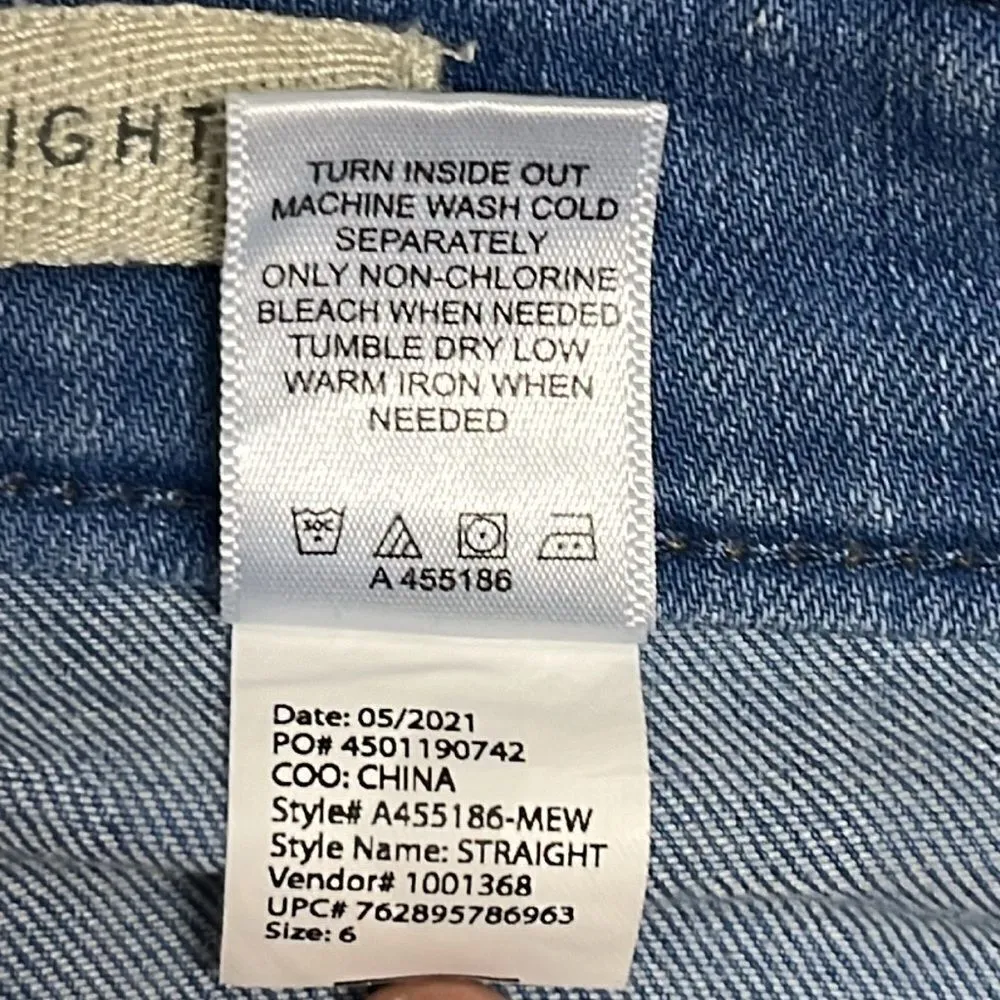 IGHT
TURN INSIDE OUT
MACHINE WASH COLD
SEPARATELY
ONLY NON-CHLORINE
BLEACH WHEN NEEDED
TUMBLE DRY LOW
WARM IRON WHEN
NEEDED
30C
A 455186
Date: 05/2021
PO# 4501190742
COO: CHINA
Style# A455186-MEW
Style Name: STRAIGHT
Vendor# 1001368
UPC# 762895786963
Size: 6